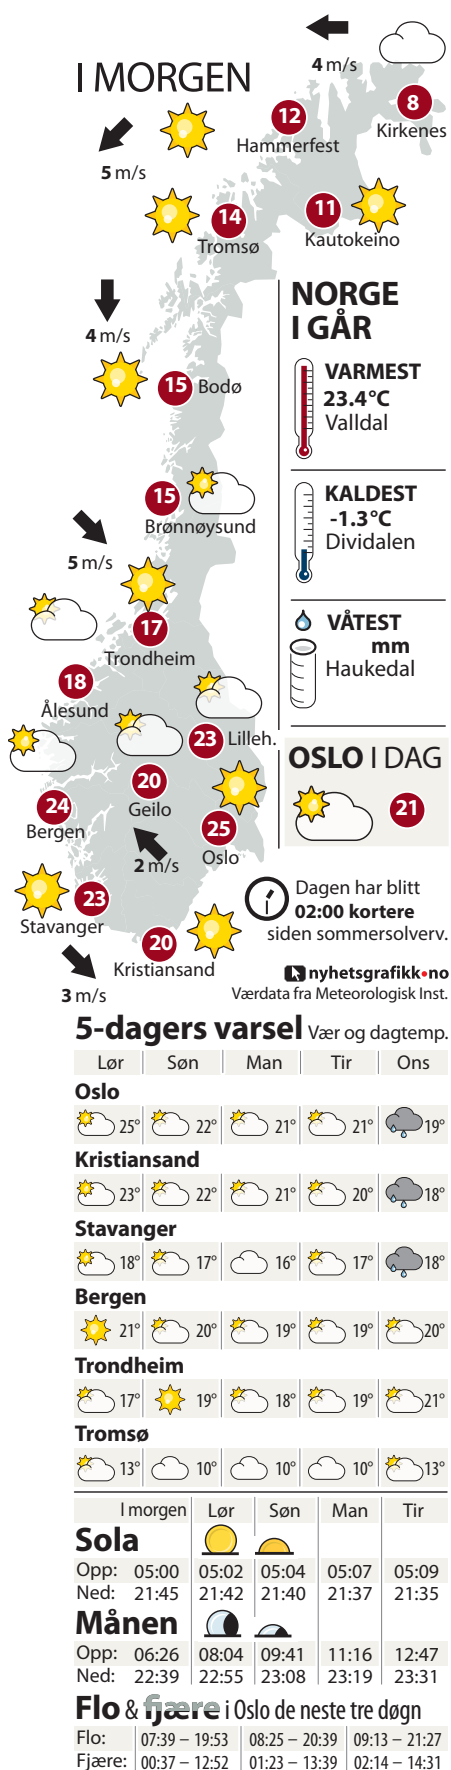 I MORGEN
4 m/s
8
Kirkenes
12
Hammerfest
5 m/s
14
Tromsø
11
Kautokeino
4 m/s
15 Bodø
NORGE
I GÅR
VARMEST
23.4°C
Valldal
KALDEST
-1.3°C
Dividalen
VÅTEST
mm
Haukedal
15
Brønnøysund
5 m/s
17
Trondheim
18
Ålesund
23 Lilleh.
20
Geilo
24
Bergen
25
Oslo
2 m/s
23
Stavanger
20
Kristiansand
3 m/s
OSLO I DAG
21
Dagen har blitt
02:00 kortere
siden sommersolverv.
nyhetsgrafikk•no
Værdata fra Meteorologisk Inst.
5-dagers varsel Vær og dagtemp.
Lør Søn Man Tir Ons
Oslo
25° 22° 21° 21° 19°
Kristiansand
23° 22° 21° 20° 18°
Stavanger
18° 17° 16° 17° 18°
Bergen
21° 20° 19° 19° 20°
Trondheim
17° 19° 18° 19° 21°
Tromsø
13° 10° 10° 10° 13°
I morgen Lør Søn Man Tir
Sola
Opp: 05:00 05:02 05:04 05:07 05:09
Ned: 21:45 21:42 21:40 21:37 21:35
Månen
Opp: 06:26 08:04 09:41 11:16 12:47
Ned: 22:39 22:55 23:08 23:19 23:31
Flo & fjære i Oslo de neste tre døgn
Flo: 07:39 – 19:53 08:25 – 20:39 09:13 – 21:27
Fjære: 00:37 – 12:52 01:23 – 13:39 02:14 – 14:31